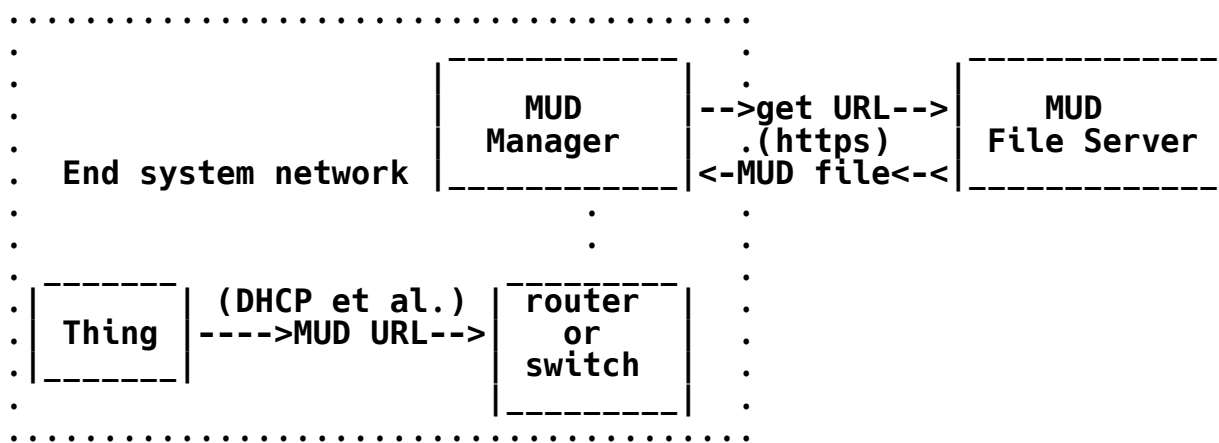 MUD -->get URL--> MUD
Manager .(https) File Server
End system network <-MUD file<-<
(DHCP et al.) router
Thing ---->MUD URL--> or
switch